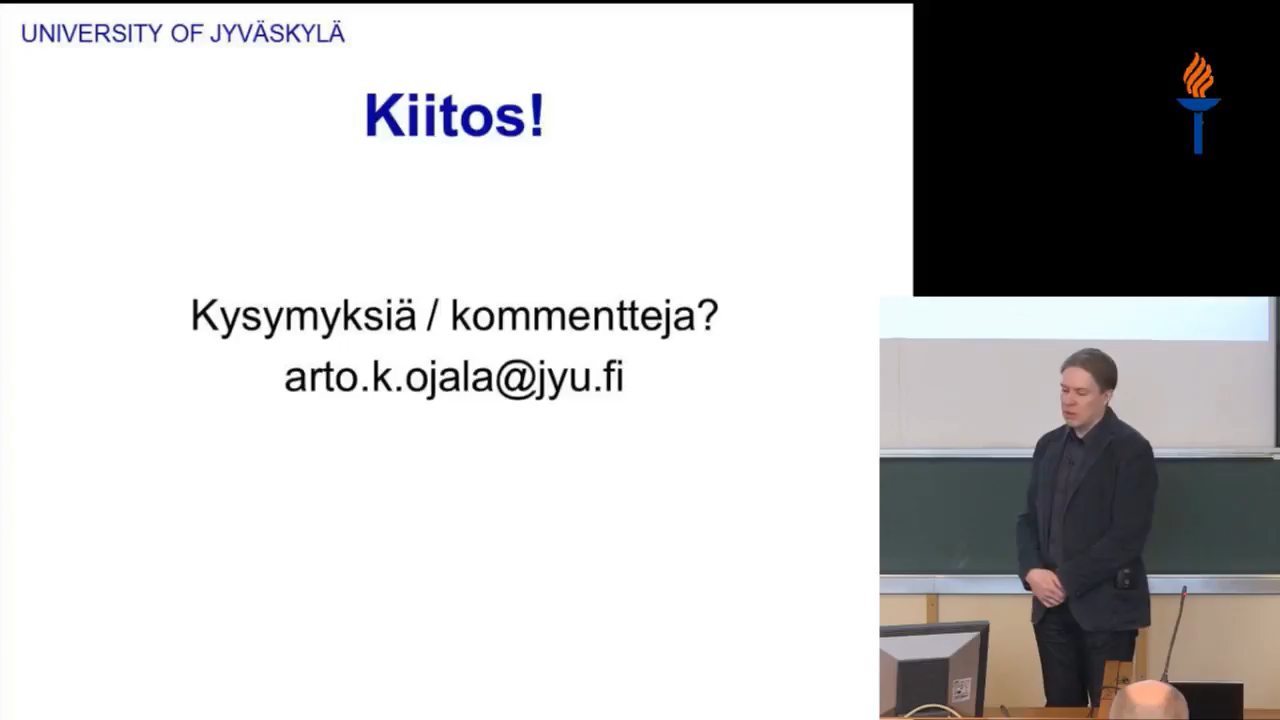 UNIVERSITY OF JYVÄSKYLÄ
Kiitos!
Kysymyksiä / kommentteja?
arto.k.ojala@jyu.fi